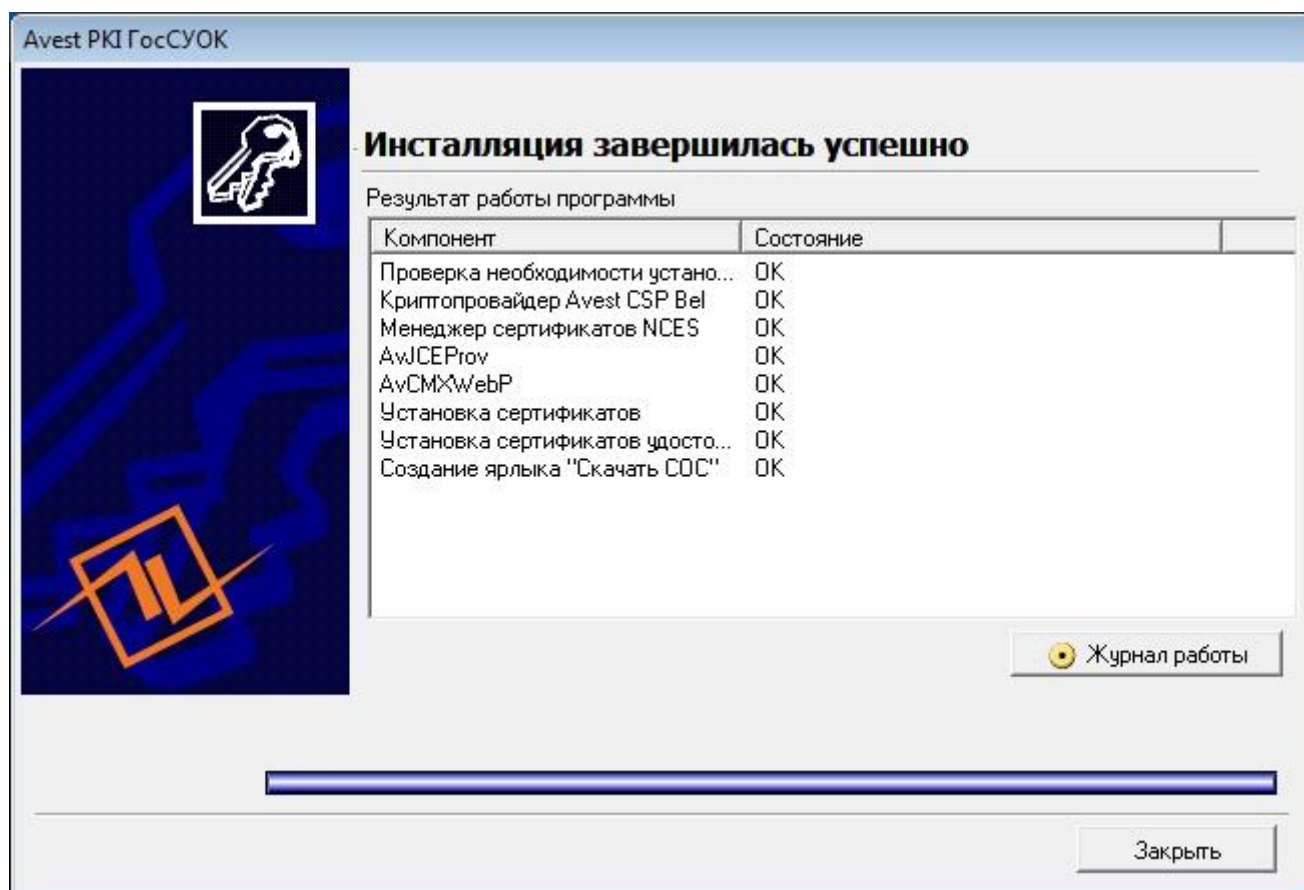 Avest PKI ГосСУОК
Инсталляция завершилась успешно
Результат работы программы
Компонент Состояние
Проверка необходимости устано... OK
Криптопровайдер Avest CSP Bel OK
Менеджер сертификатов NCES OK
AvJCEProv OK
AvCMXWebP OK
Установка сертификатов OK
Установка сертификатов удосто... OK
Создание ярлыка "Скачать СОС" OK
Журнал работы
Закрыть